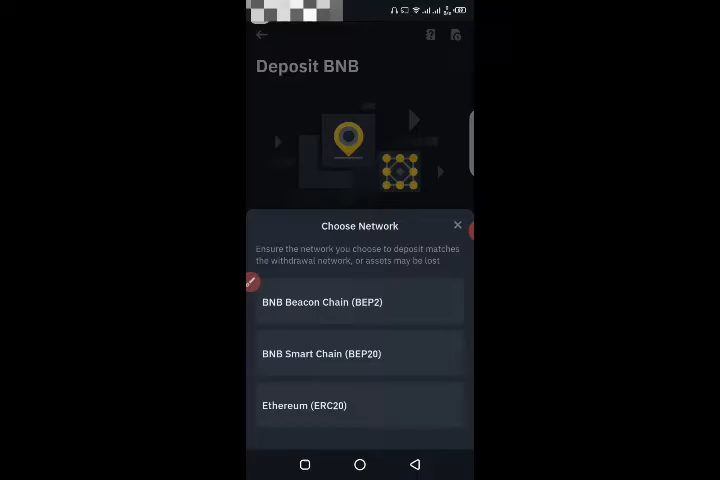 Deposit BNB
Choose Network
Ensure the network you choose to deposit matches
the withdrawal network, or assets may be lost
BNB Beacon Chain (BEP2)
BNB Smart Chain (BEP20)
Ethereum (ERC20)